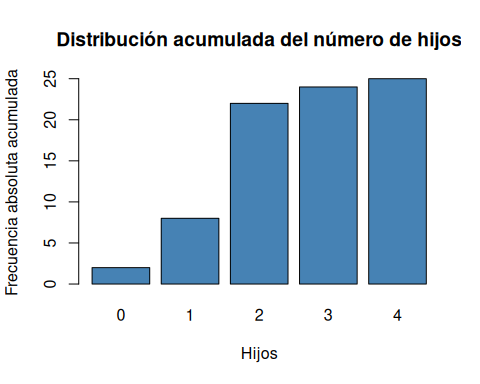 Distribución acumulada del número de hijos
Frecuencia absoluta acumulada
25
20
15
10
5
0
0 1 2 3 4
Hijos